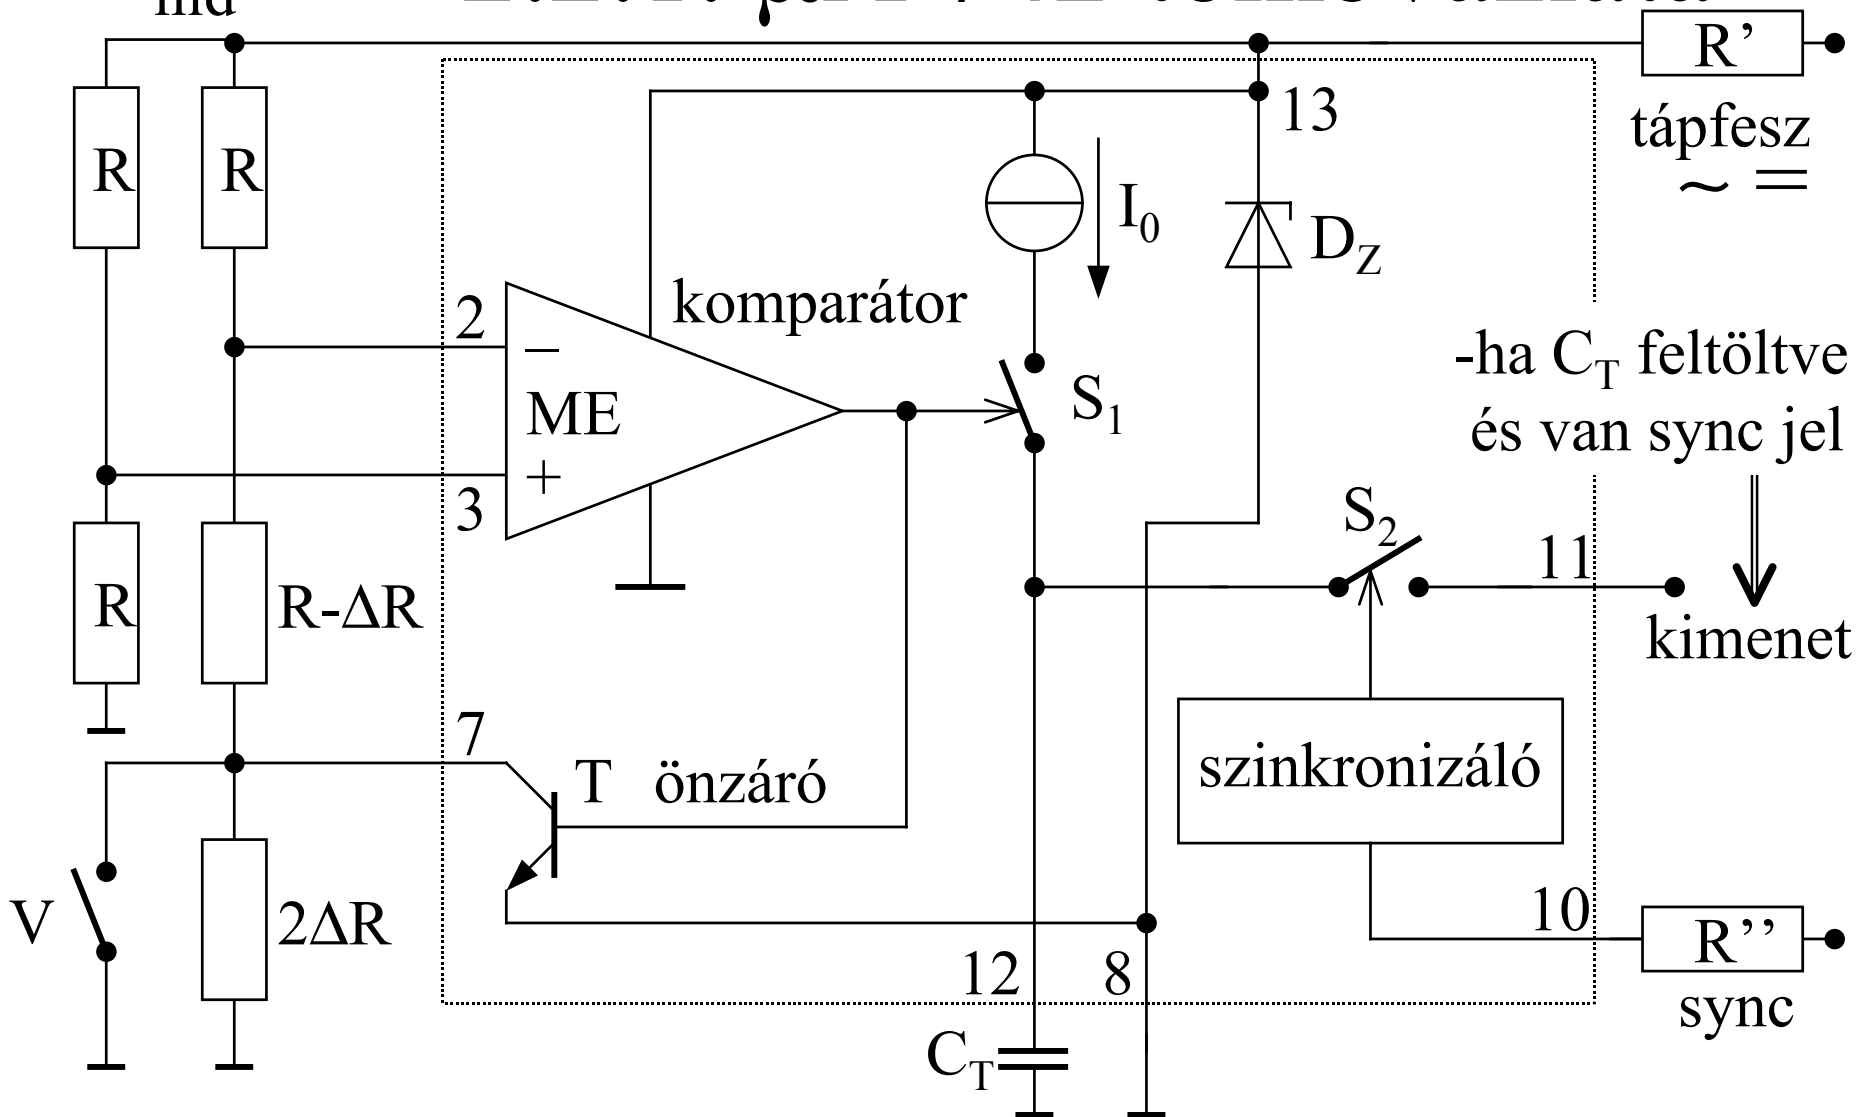 R'
13
tápfesz
~ =
R
R
I0
DZ
komparátor
2
−
ME
+
3
S1
-ha CT feltöltve
és van sync jel
S2
11
kimenet
R
R-ΔR
7
T önzáró
szinkronizáló
V
2ΔR
10
R''
12
8
sync
CT